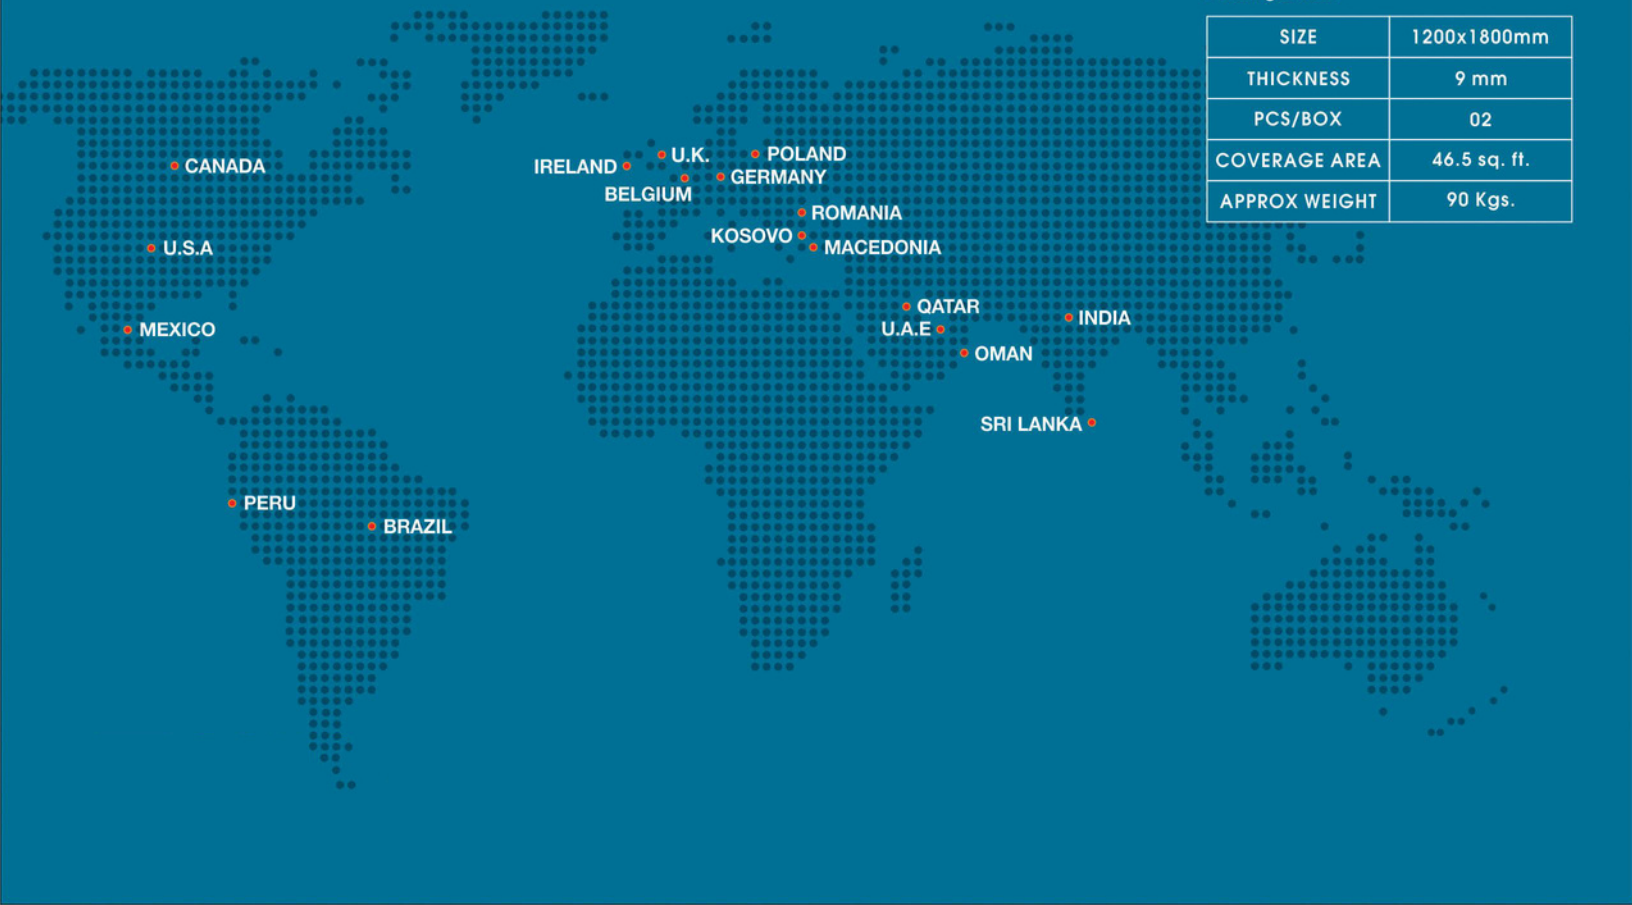 SIZE 1200x1800mm
THICKNESS 9 mm
PCS/BOX 02
COVERAGE AREA 46.5 sq. ft.
APPROX WEIGHT 90 Kgs.
CANADA
U.S.A
MEXICO
PERU
BRAZIL
IRELAND
U.K.
POLAND
BELGIUM
GERMANY
ROMANIA
KOSOVO
MACEDONIA
QATAR
U.A.E
OMAN
INDIA
SRI LANKA